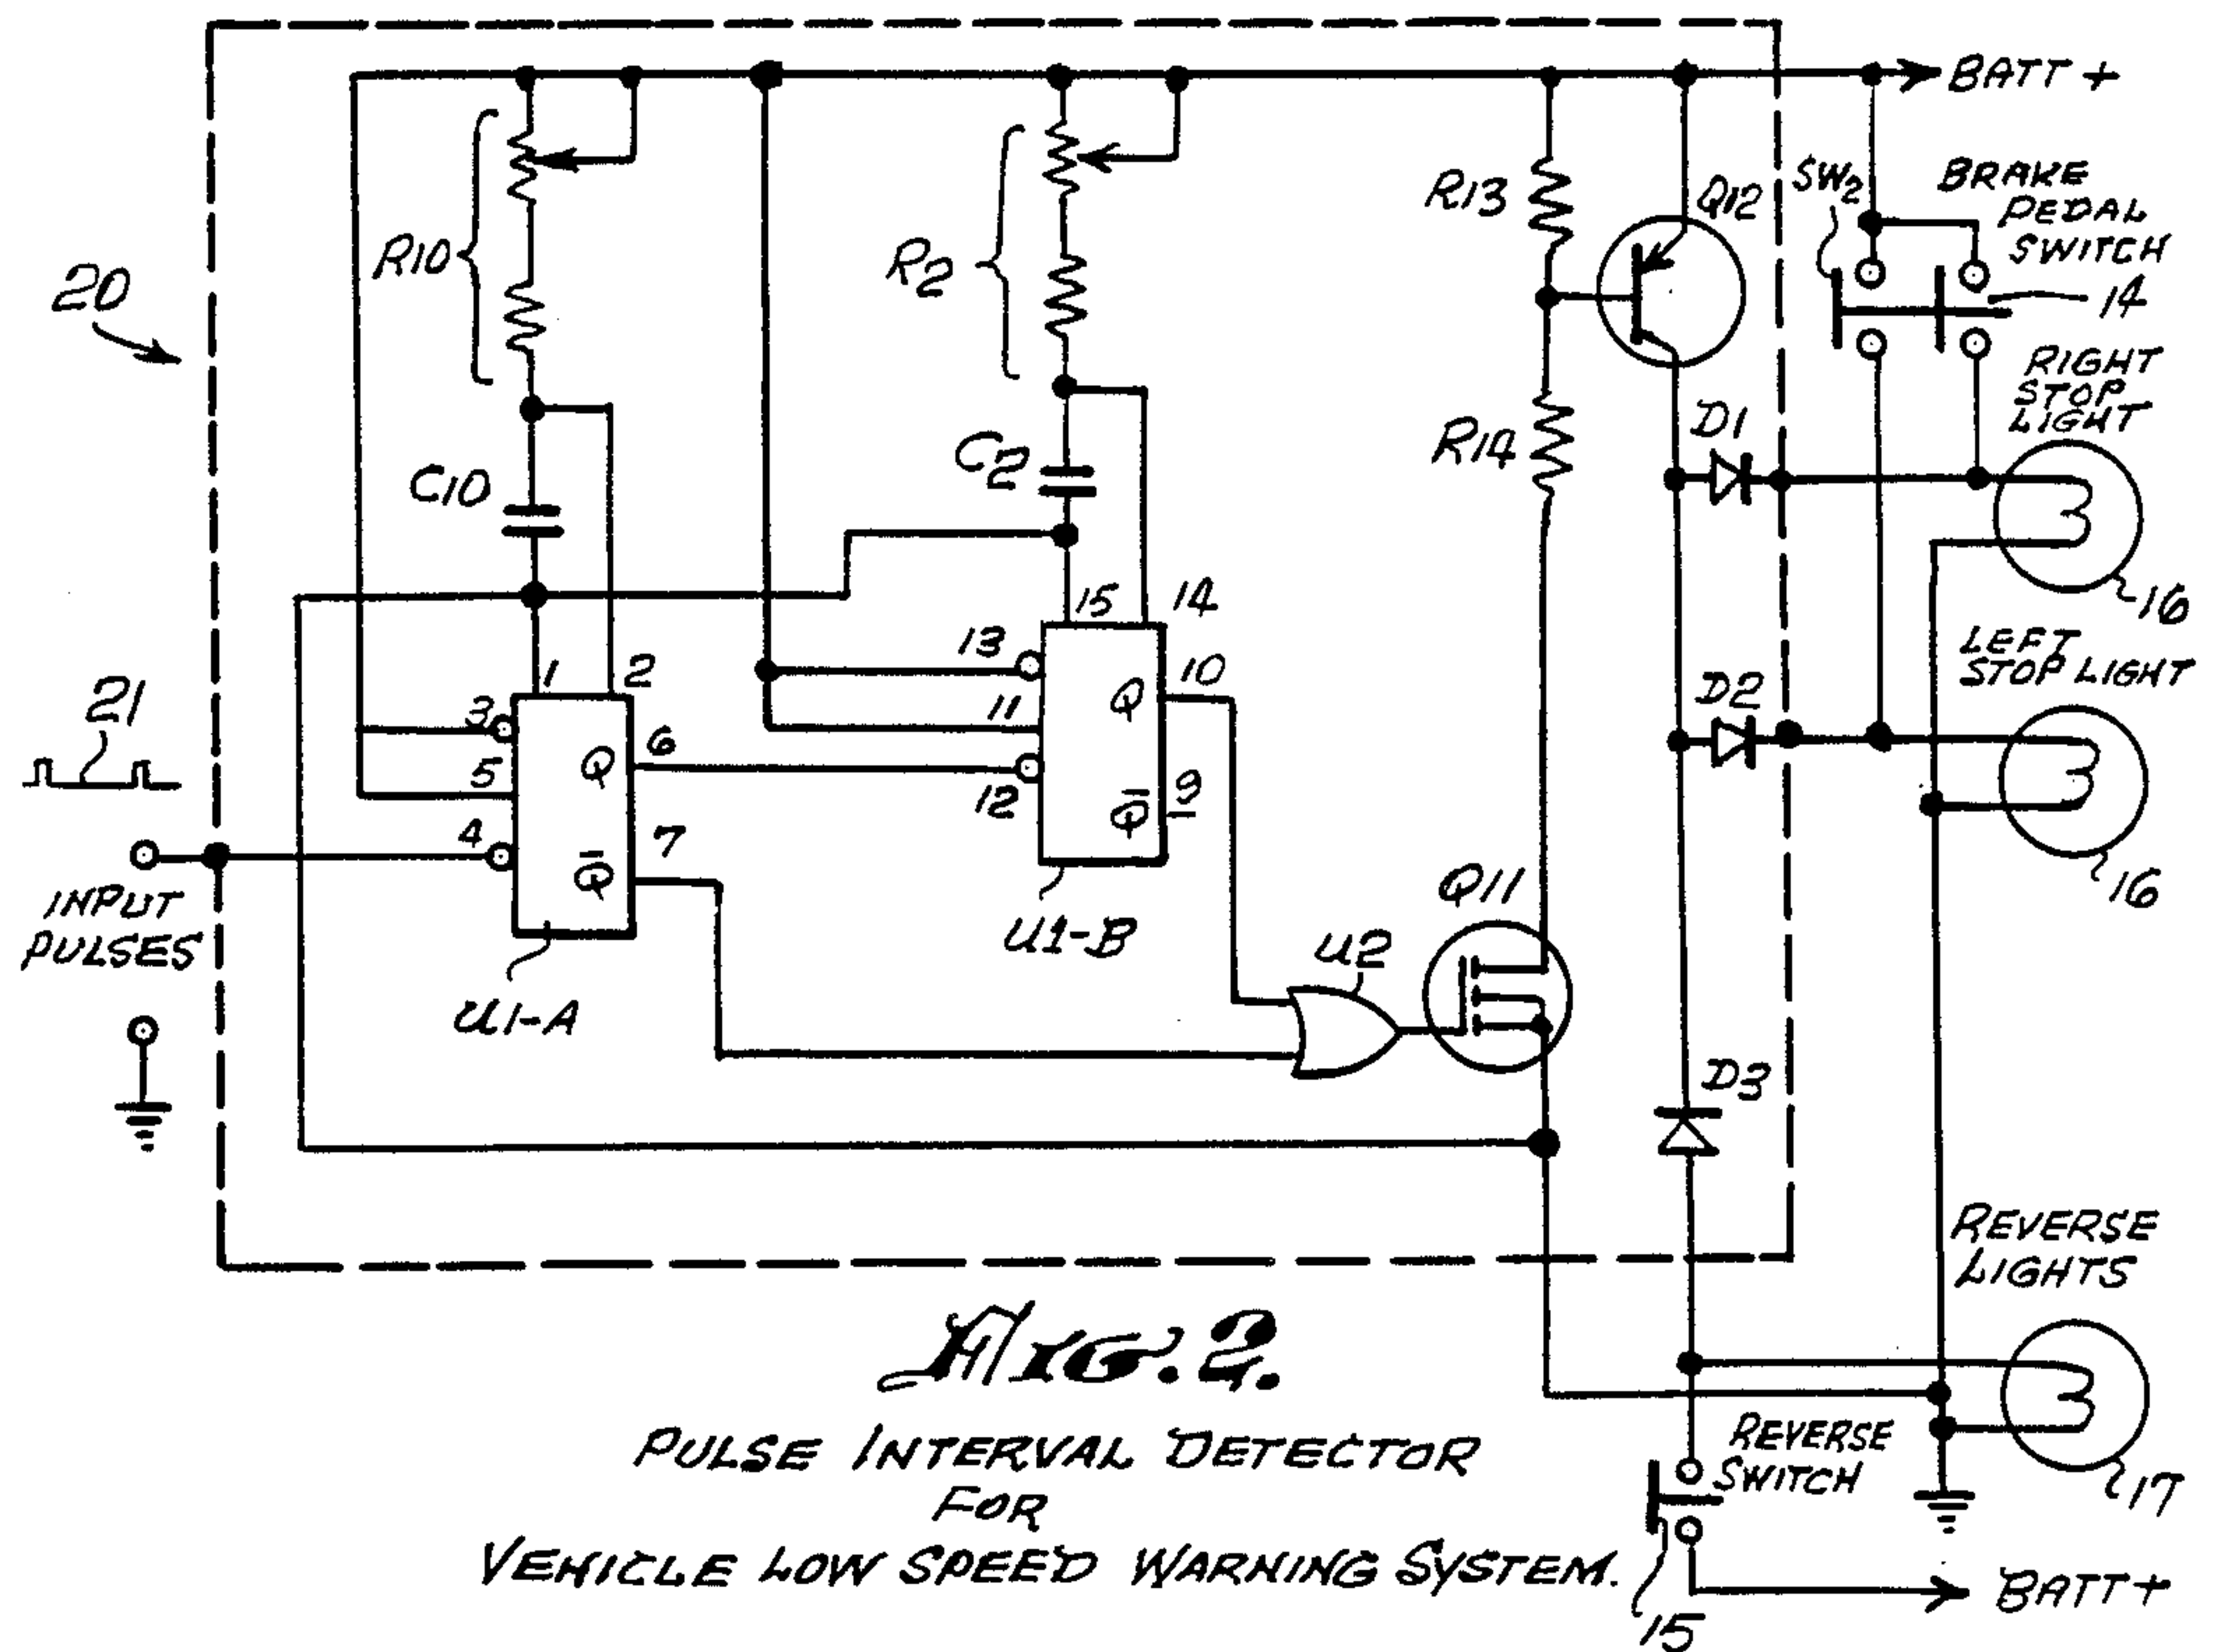 BATT +
R10
R2
R13
Q12
SW2
BRAKE
PEDAL
SWITCH
14
20
RIGHT
STOP
LIGHT
D1
R14
C10
C2
16
15
14
13
10
11
LEFT
STOP LIGHT
D2
1
2
3
Q
6
5
12
Q̅
9
21
4
Q
7
Q̅
16
INPUT
PULSES
U1-A
U1-B
Q11
U2
D3
REVERSE
LIGHTS
FIG. 2.
PULSE INTERVAL DETECTOR
FOR
VEHICLE LOW SPEED WARNING SYSTEM.
REVERSE
SWITCH
17
15
BATT +